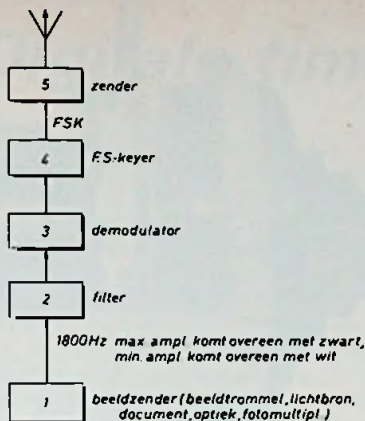 5 zender
FSK
4 F.S.-keyer
3 demodulator
2 filter
1800Hz max. ampl. komt overeen met zwart,
min. ampl. komt overeen met wit
1 beeldzender (beeldtrommel, lichtbron,
document, optiek, fotomultipl.)